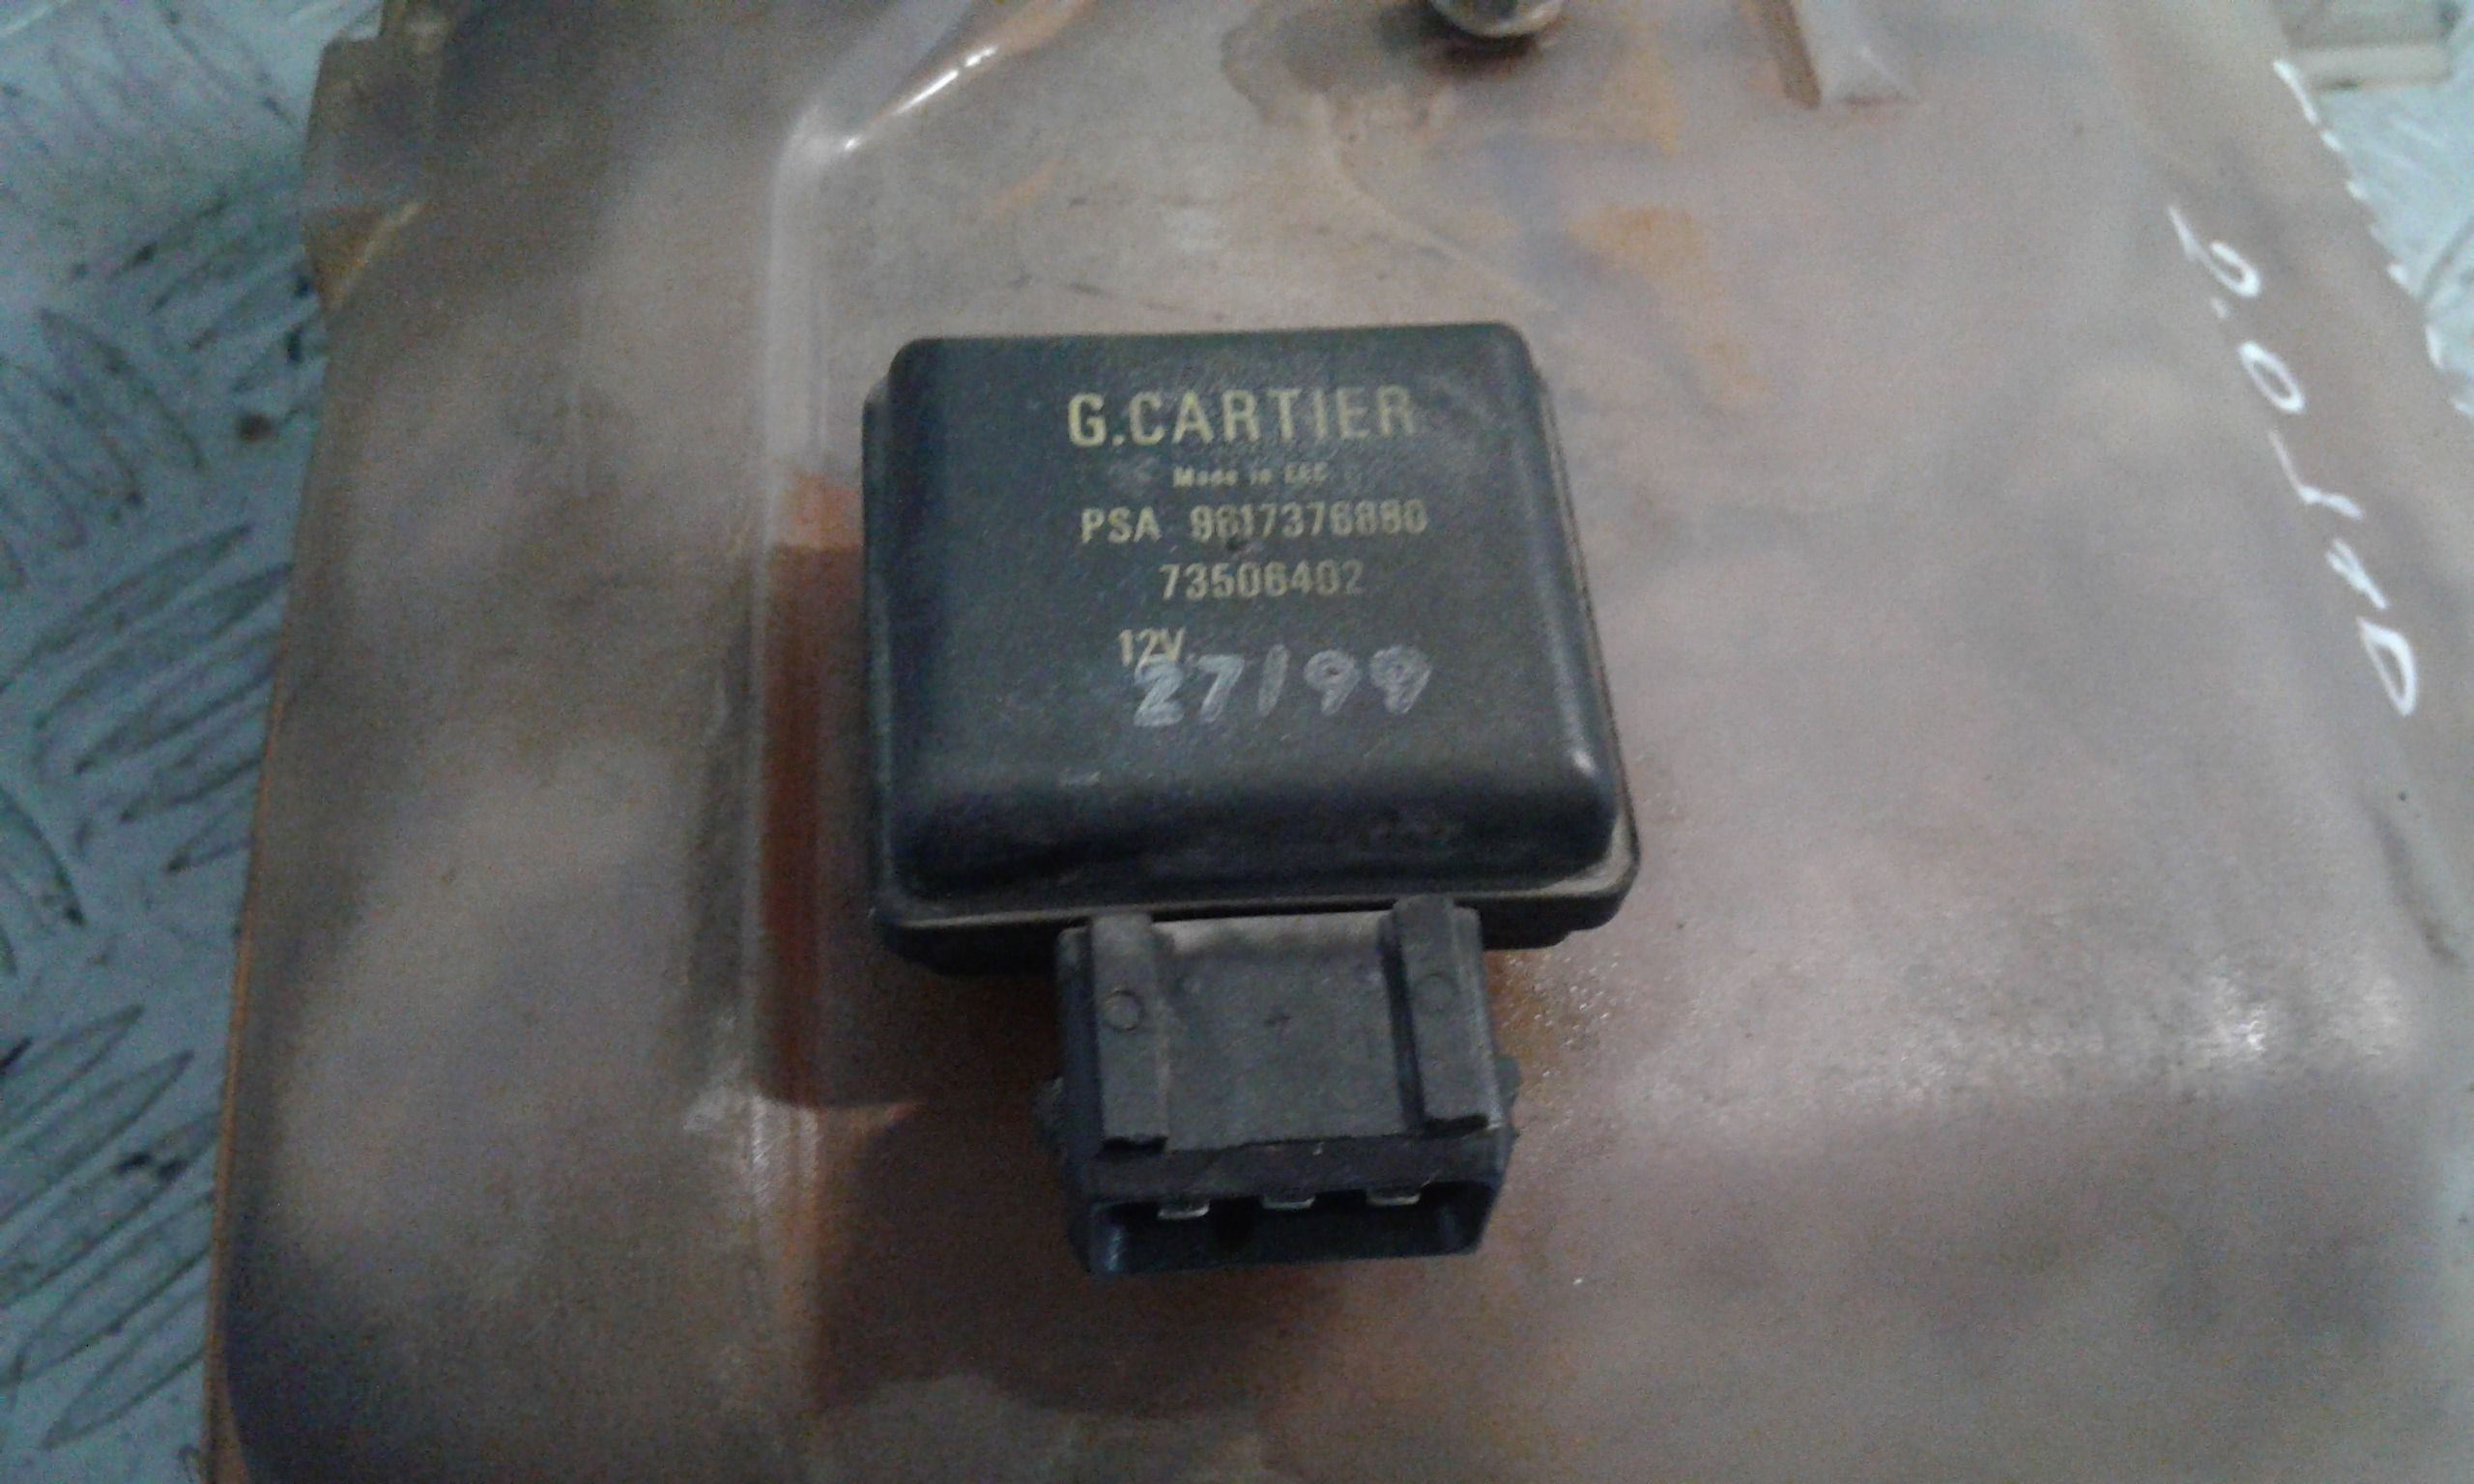 G.CARTIER
Made in EEC
PSA 9617376880
73506402
12V
27/99